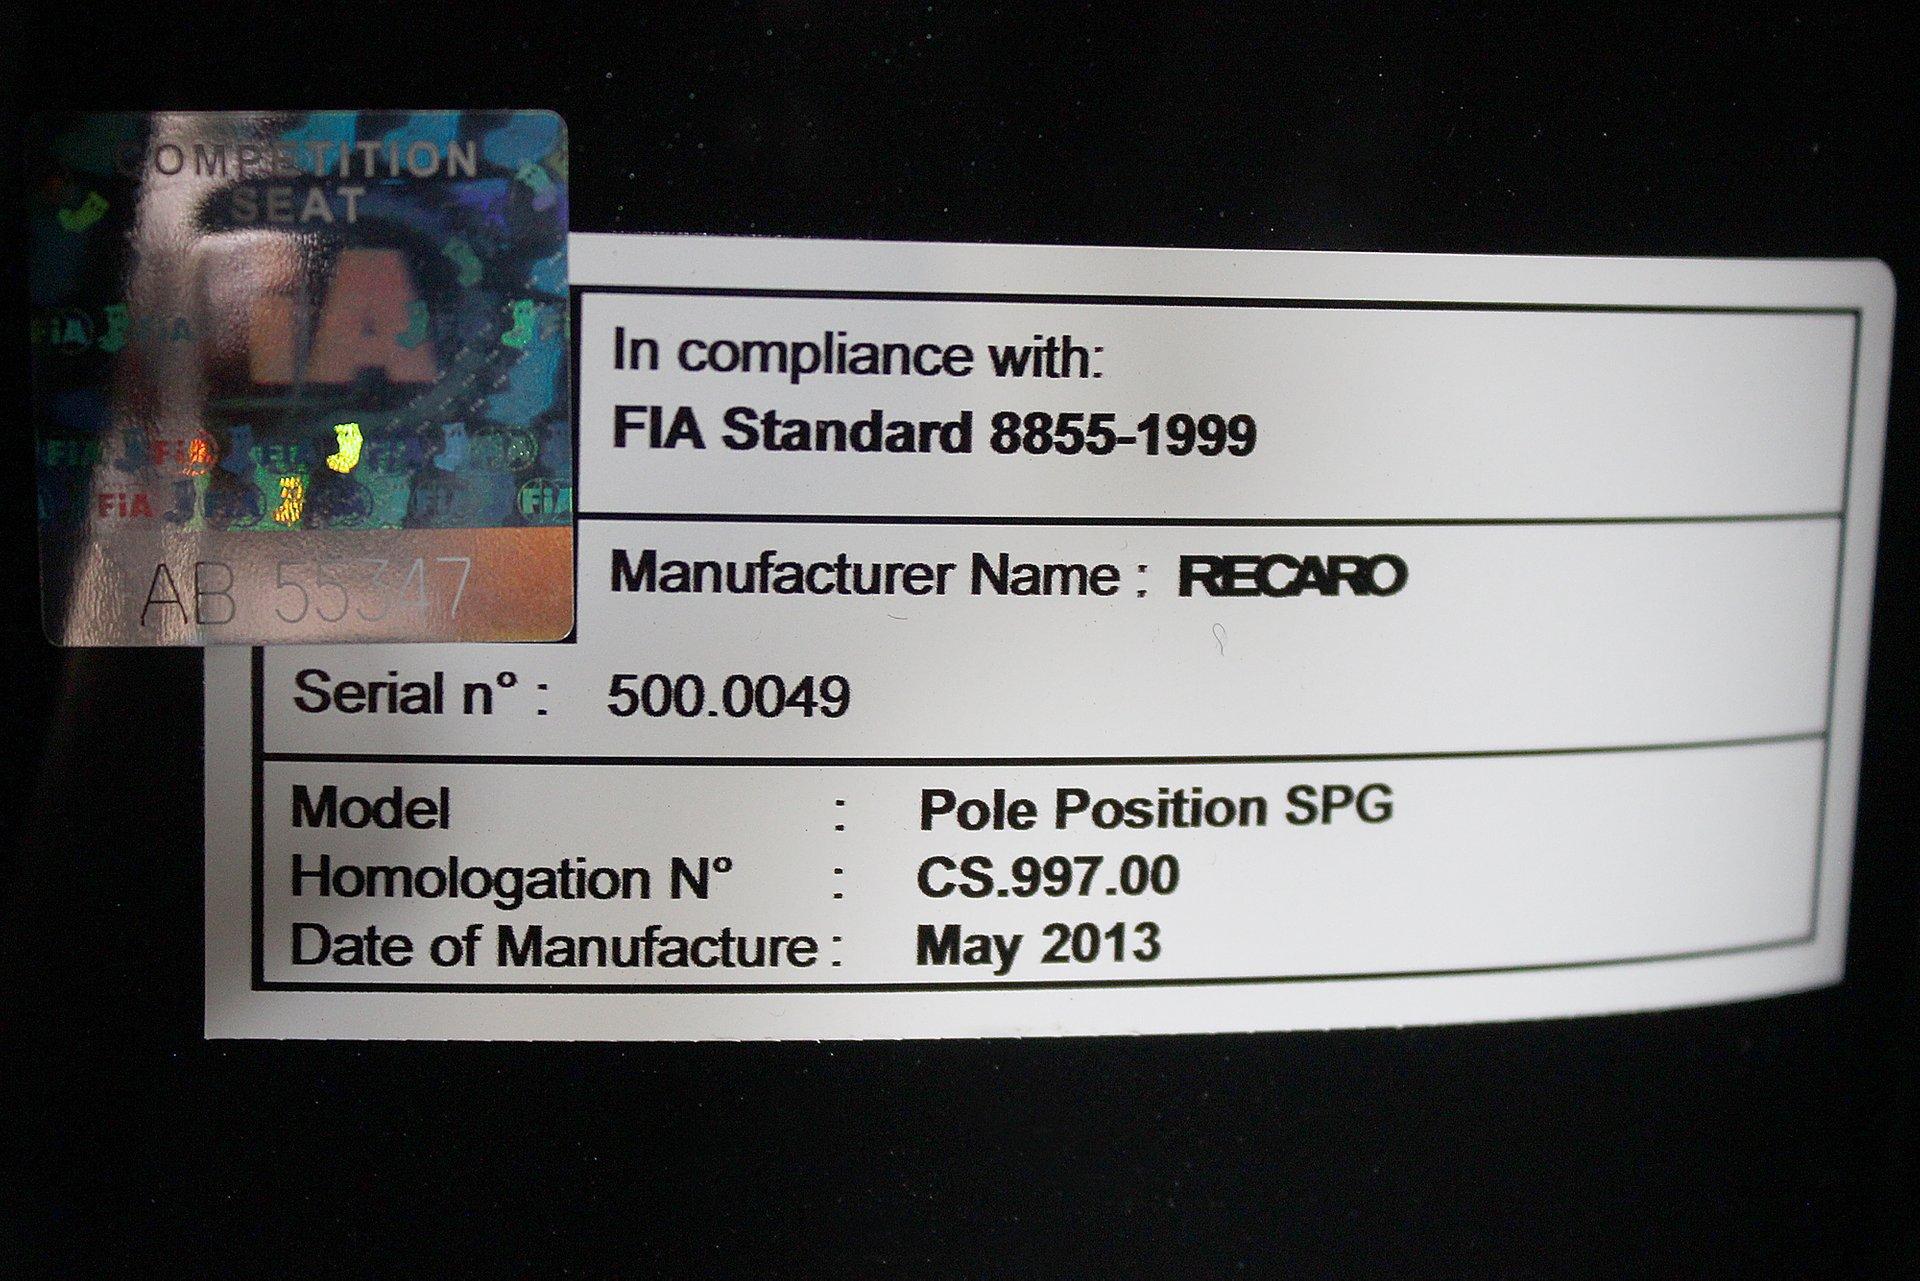 COMPETITION
SEAT
FiA
AB 55347
In compliance with:
FIA Standard 8855-1999
Manufacturer Name : RECARO
Serial n° : 500.0049
Model : Pole Position SPG
Homologation N° : CS.997.00
Date of Manufacture : May 2013